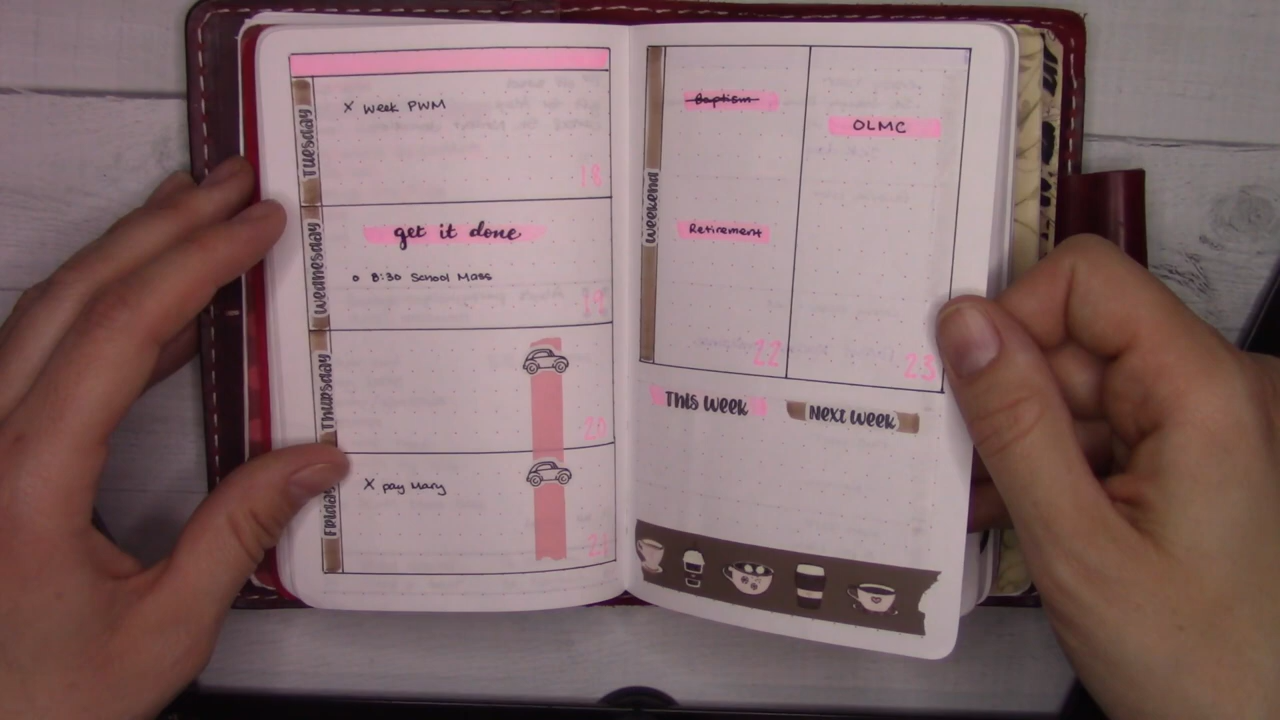 Tuesday
x Week PWM
18
Wednesday
get it done
o 8:30 School Mass
19
Thursday
20
Friday
x pay Mary
21
Weekend
Baptism
Retirement
22
OLMC
23
This Week
Next Week